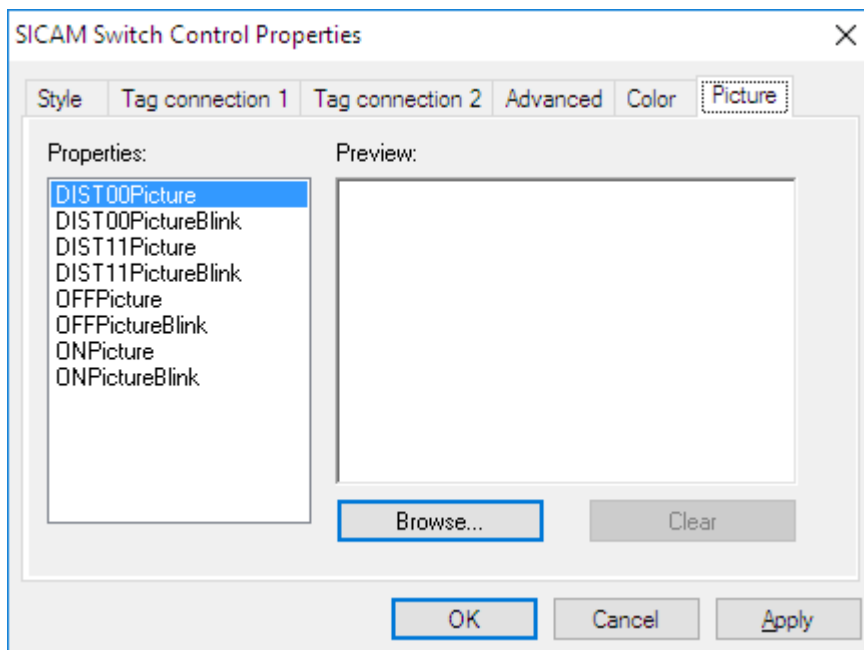 SICAM Switch Control Properties
Style Tag connection 1 Tag connection 2 Advanced Color Picture
Properties: Preview:
DIST00Picture
DIST00PictureBlink
DIST11Picture
DIST11PictureBlink
OFFPicture
OFFPictureBlink
ONPicture
ONPictureBlink
Browse... Clear
OK Cancel Apply